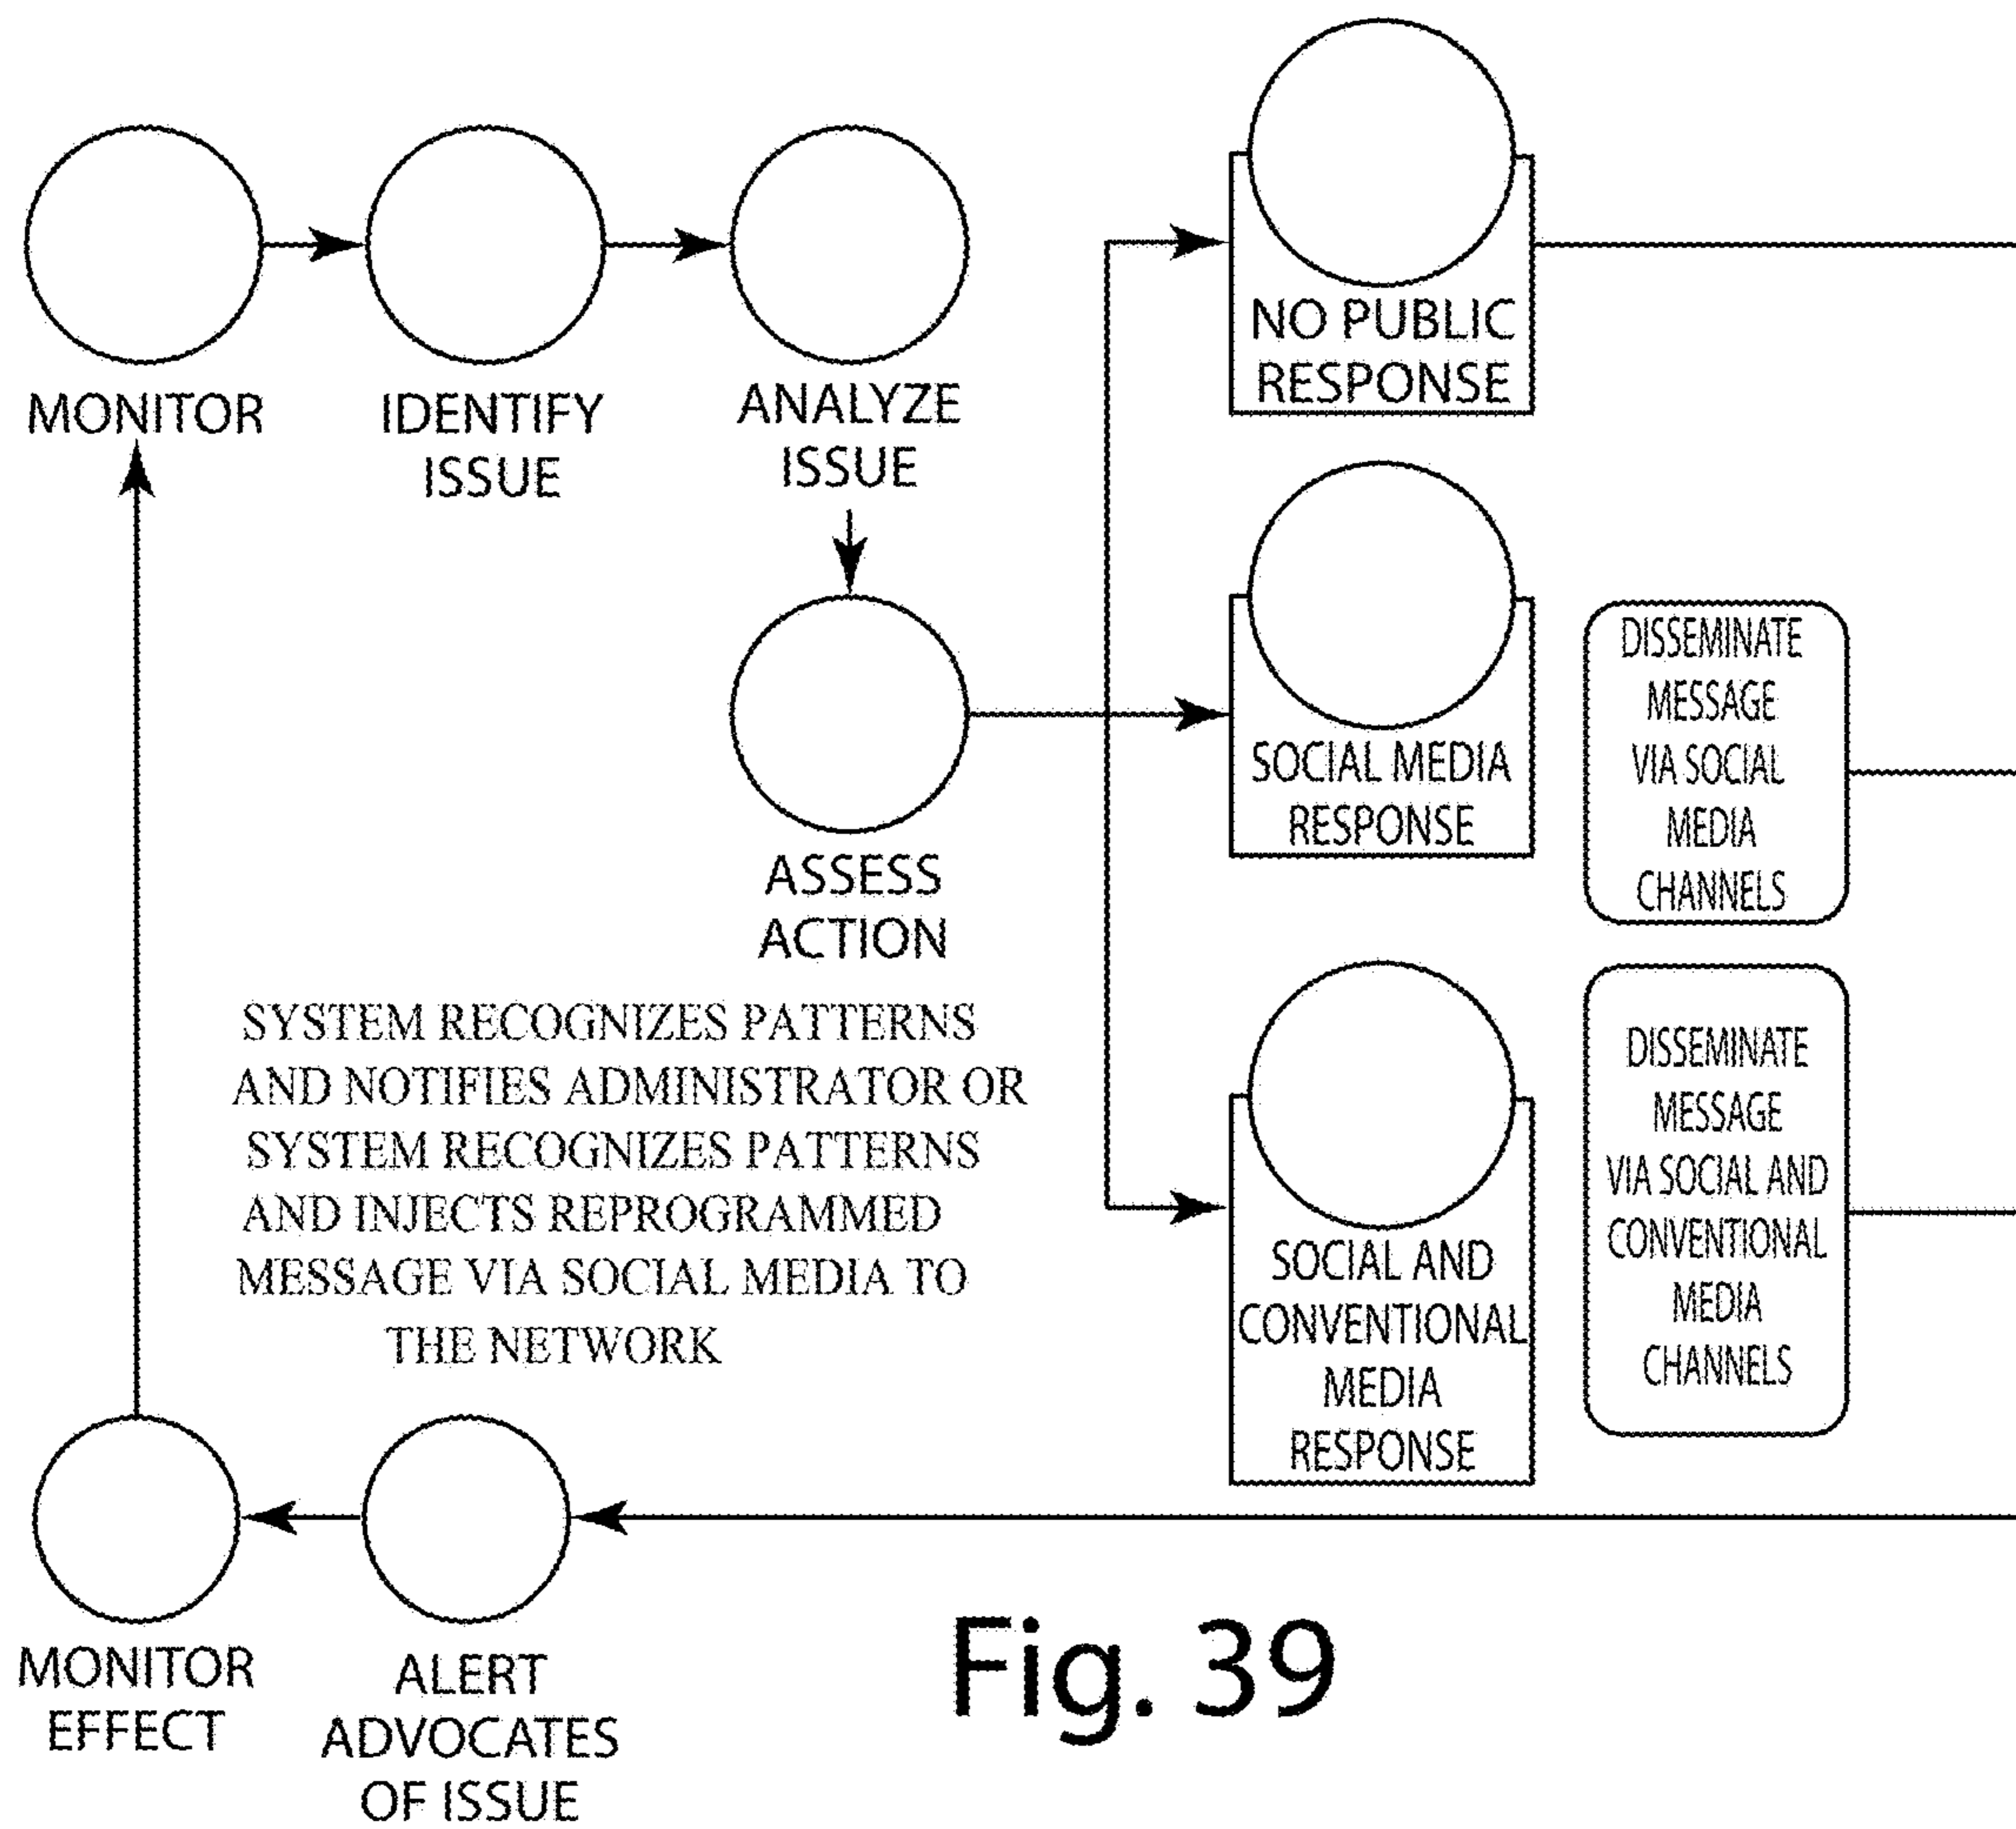 MONITOR
IDENTIFY
ISSUE
ANALYZE
ISSUE
ASSESS
ACTION
NO PUBLIC
RESPONSE
SOCIAL MEDIA
RESPONSE
DISSEMINATE
MESSAGE
VIA SOCIAL
MEDIA
CHANNELS
SOCIAL AND
CONVENTIONAL
MEDIA
RESPONSE
DISSEMINATE
MESSAGE
VIA SOCIAL AND
CONVENTIONAL
MEDIA
CHANNELS
SYSTEM RECOGNIZES PATTERNS
AND NOTIFIES ADMINISTRATOR OR
SYSTEM RECOGNIZES PATTERNS
AND INJECTS REPROGRAMMED
MESSAGE VIA SOCIAL MEDIA TO
THE NETWORK
MONITOR
EFFECT
ALERT
ADVOCATES
OF ISSUE
Fig. 39